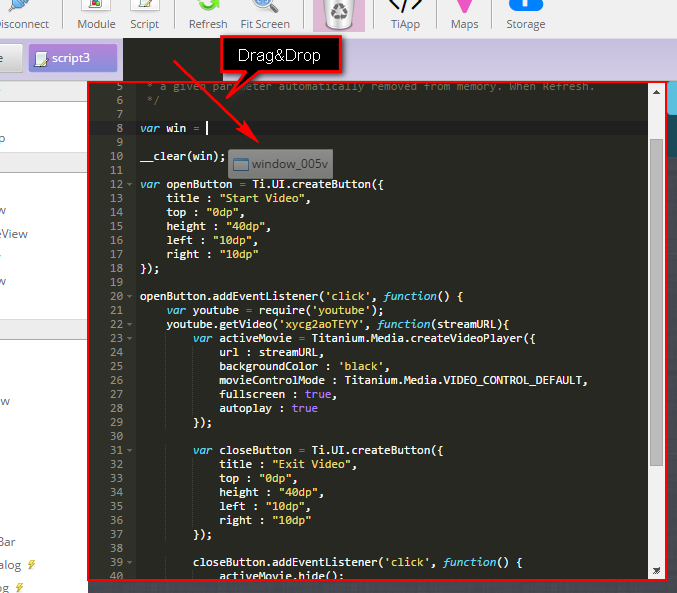 Disconnect
Module
Script
Refresh
Fit Screen
TiApp
Maps
Storage
script3
Drag&Drop
5 * a given parameter automatically removed from memory. When Refresh.
6 */
7
8 var win =
9
10 __clear(win);
window_005v
11
12 var openButton = Ti.UI.createButton({
13 title : "Start Video",
14 top : "0dp",
15 height : "40dp",
16 left : "10dp",
17 right : "10dp"
18 });
19
20 openButton.addEventListener('click', function() {
21 var youtube = require('youtube');
22 youtube.getVideo('xycg2aoTEYY', function(streamURL){
23 var activeMovie = Titanium.Media.createVideoPlayer({
24 url : streamURL,
25 backgroundColor : 'black',
26 movieControlMode : Titanium.Media.VIDEO_CONTROL_DEFAULT,
27 fullscreen : true,
28 autoplay : true
29 });
30
31 var closeButton = Ti.UI.createButton({
32 title : "Exit Video",
33 top : "0dp",
34 height : "40dp",
35 left : "10dp",
36 right : "10dp"
37 });
38
39 closeButton.addEventListener('click', function() {
40 activeMovie.hide();
eView
Bar
alog